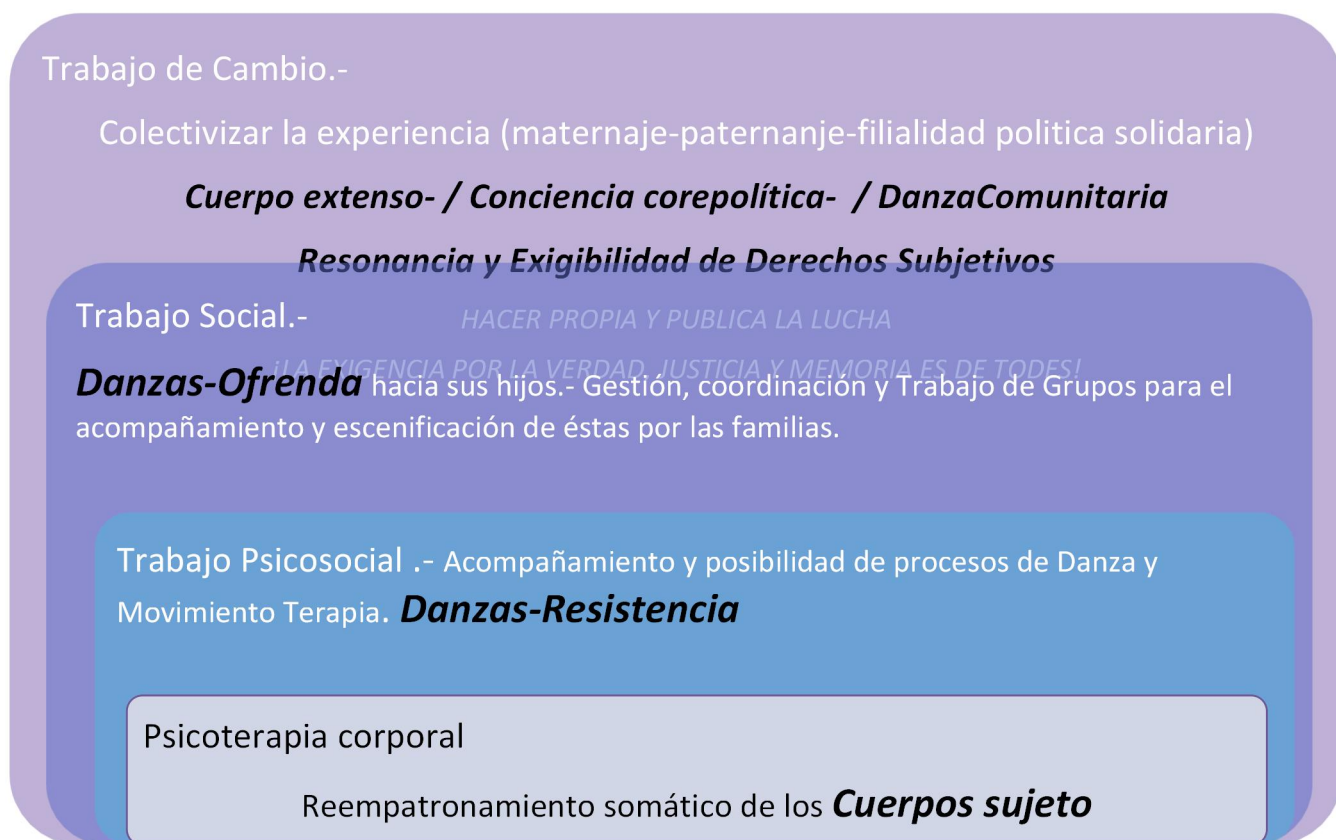 Trabajo de Cambio.-
Colectivizar la experiencia (maternaje-paternanje-filialidad politica solidaria)
Cuerpo extenso- / Conciencia corepolítica-  / DanzaComunitaria
Resonancia y Exigibilidad de Derechos Subjetivos
Trabajo Social.-
HACER PROPIA Y PUBLICA LA LUCHA
¡LA EXIGENCIA POR LA VERDAD, JUSTICIA Y MEMORIA ES DE TODES!
Danzas-Ofrenda hacia sus hijos.- Gestión, coordinación y Trabajo de Grupos para el
acompañamiento y escenificación de éstas por las familias.
Trabajo Psicosocial .- Acompañamiento y posibilidad de procesos de Danza y
Movimiento Terapia. Danzas-Resistencia
Psicoterapia corporal
Reempatronamiento somático de los Cuerpos sujeto